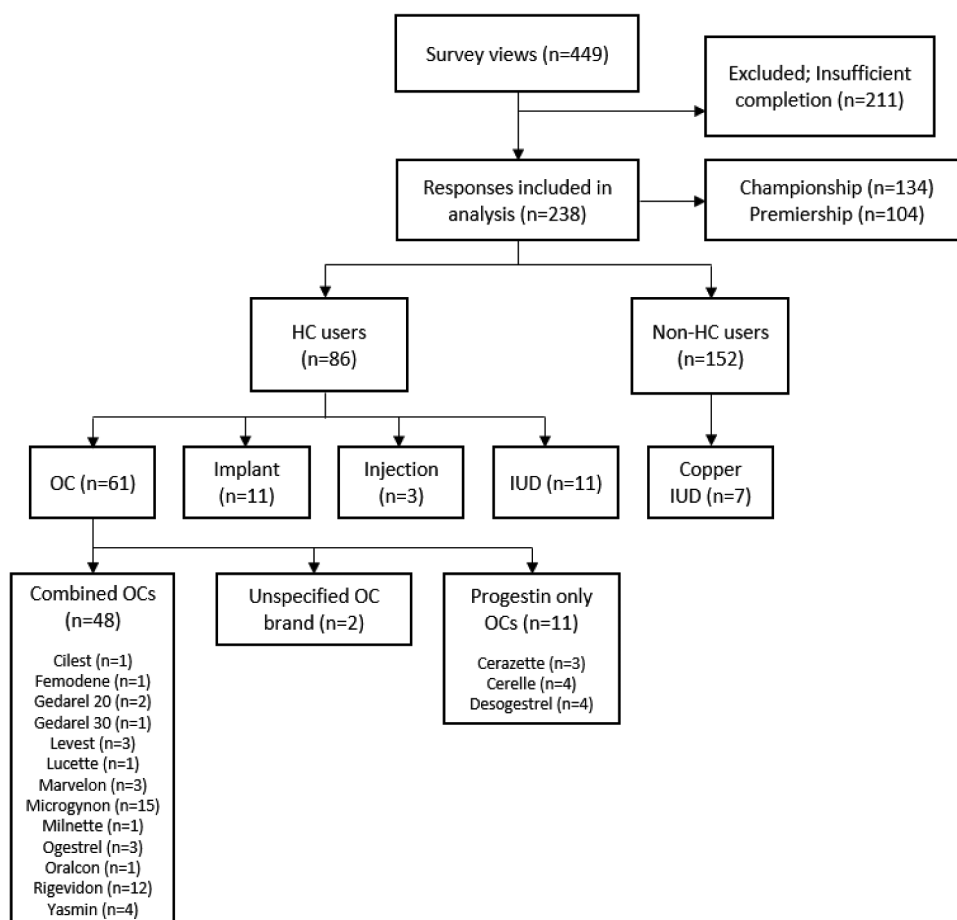 Survey views (n=449)
Excluded; Insufficient
completion (n=211)
Responses included in
analysis (n=238)
Championship (n=134)
Premiership (n=104)
HC users
(n=86)
Non-HC users
(n=152)
OC (n=61)
Implant
(n=11)
Injection
(n=3)
IUD (n=11)
Copper
IUD (n=7)
Combined OCs
(n=48)
Cilest (n=1)
Femodene (n=1)
Gedarel 20 (n=2)
Gedarel 30 (n=1)
Levest (n=3)
Lucette (n=1)
Marvelon (n=3)
Microgynon (n=15)
Milnette (n=1)
Ogestrel (n=3)
Oralcon (n=1)
Rigevidon (n=12)
Yasmin (n=4)
Unspecified OC
brand (n=2)
Progestin only
OCs (n=11)
Cerazette (n=3)
Cerelle (n=4)
Desogestrel (n=4)